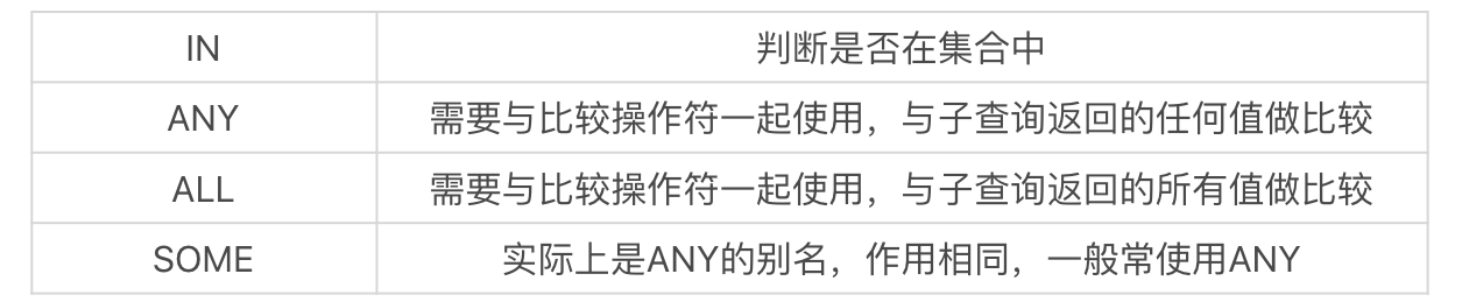 IN 判断是否在集合中
ANY 需要与比较操作符一起使用，与子查询返回的任何值做比较
ALL 需要与比较操作符一起使用，与子查询返回的所有值做比较
SOME 实际上是ANY的别名，作用相同，一般常使用ANY